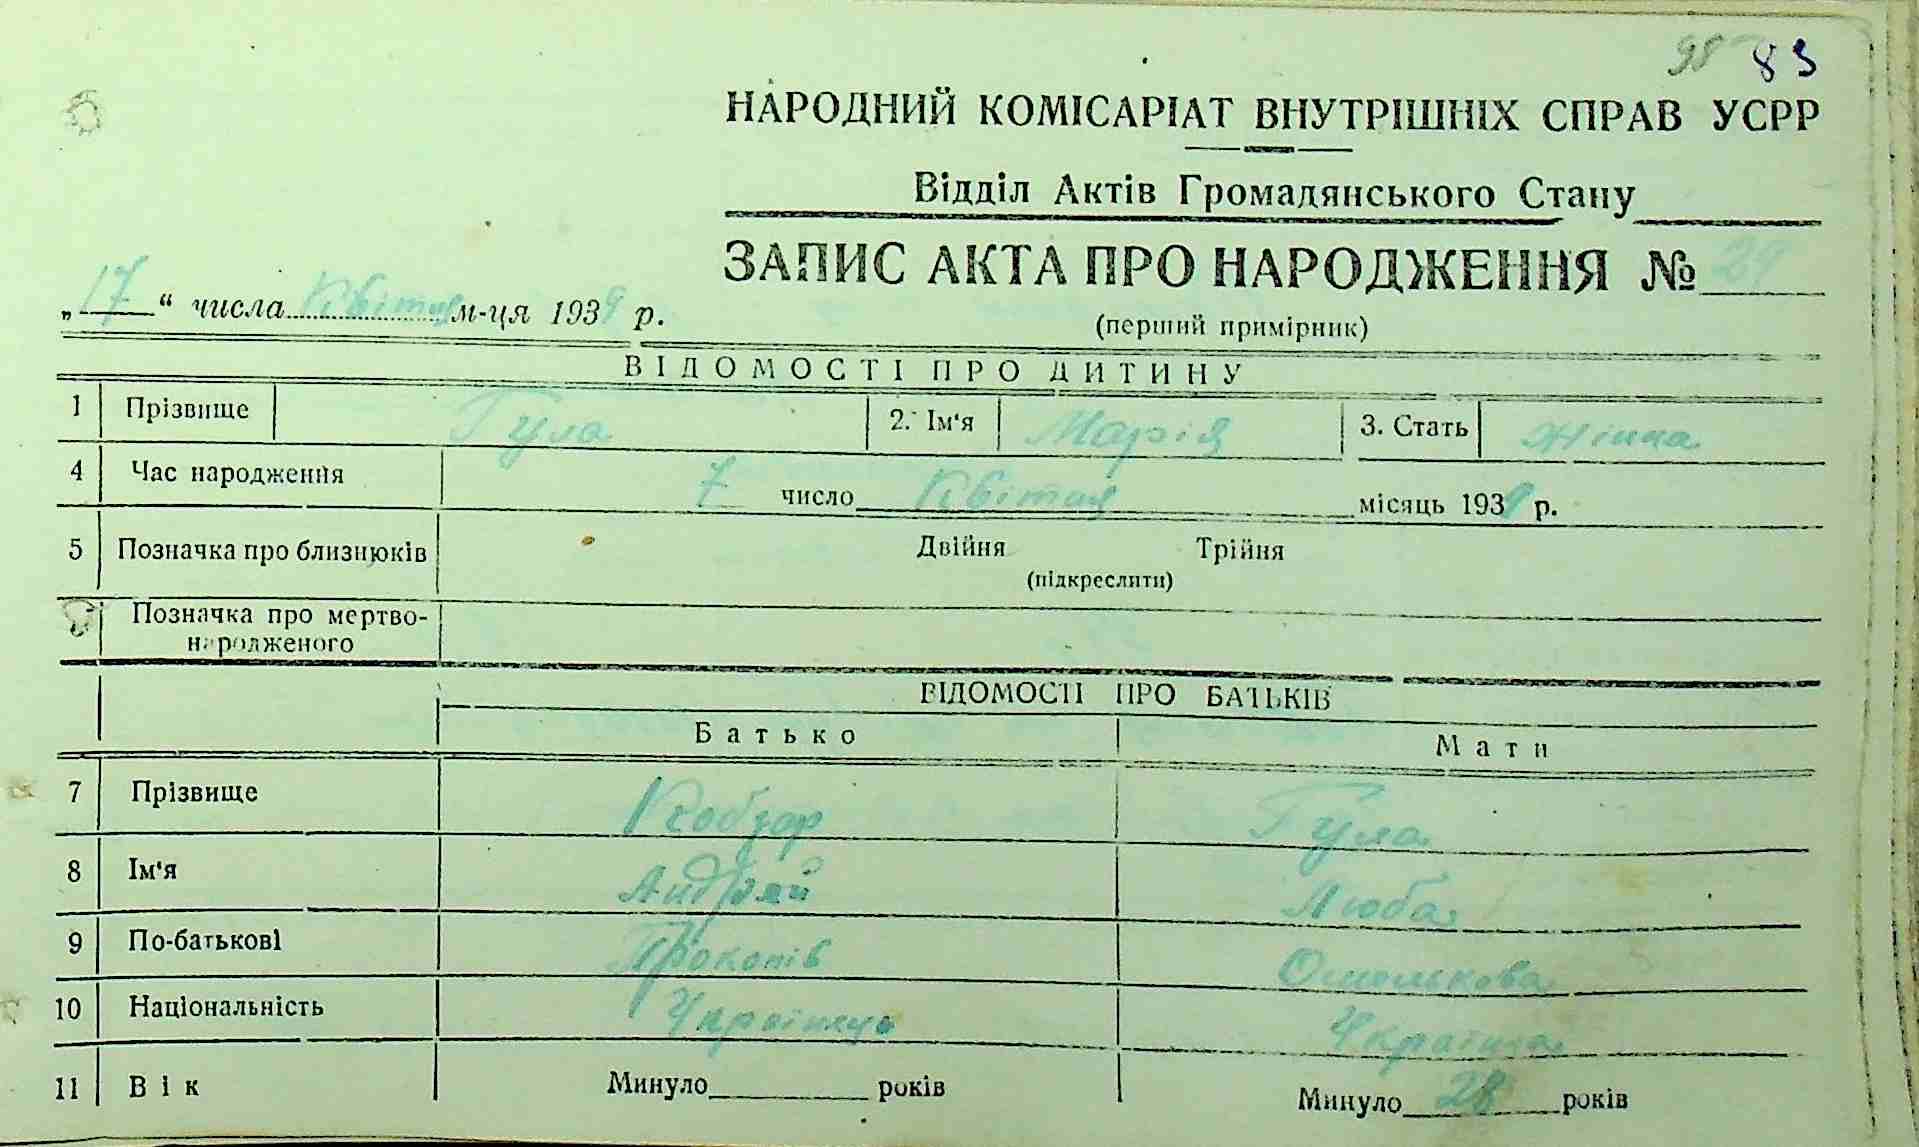 98 83
НАРОДНИЙ КОМІСАРІАТ ВНУТРІШНІХ СПРАВ УСРР
Відділ Актів Громадянського Стану
ЗАПИС АКТА ПРО НАРОДЖЕННЯ № 29
„17“ числа Квітня м-ця 1939 р.
(перший примірник)
ВІДОМОСТІ ПРО ДИТИНУ
1 Прізвище Гула 2. Ім'я Марія 3. Стать жіноча
4 Час народження 7 число Квітня місяць 1939 р.
5 Позначка про близнюків Двійня Трійня
(підкреслити)
Позначка про мертво-
народженого
ВІДОМОСТІ ПРО БАТЬКІВ
Батько Мати
7 Прізвище Кобзар Гула
8 Ім'я Андрій Люба
9 По-батькові Прокопів Омелькова
10 Національність Українець Українка
11 Вік Минуло років Минуло 28 років